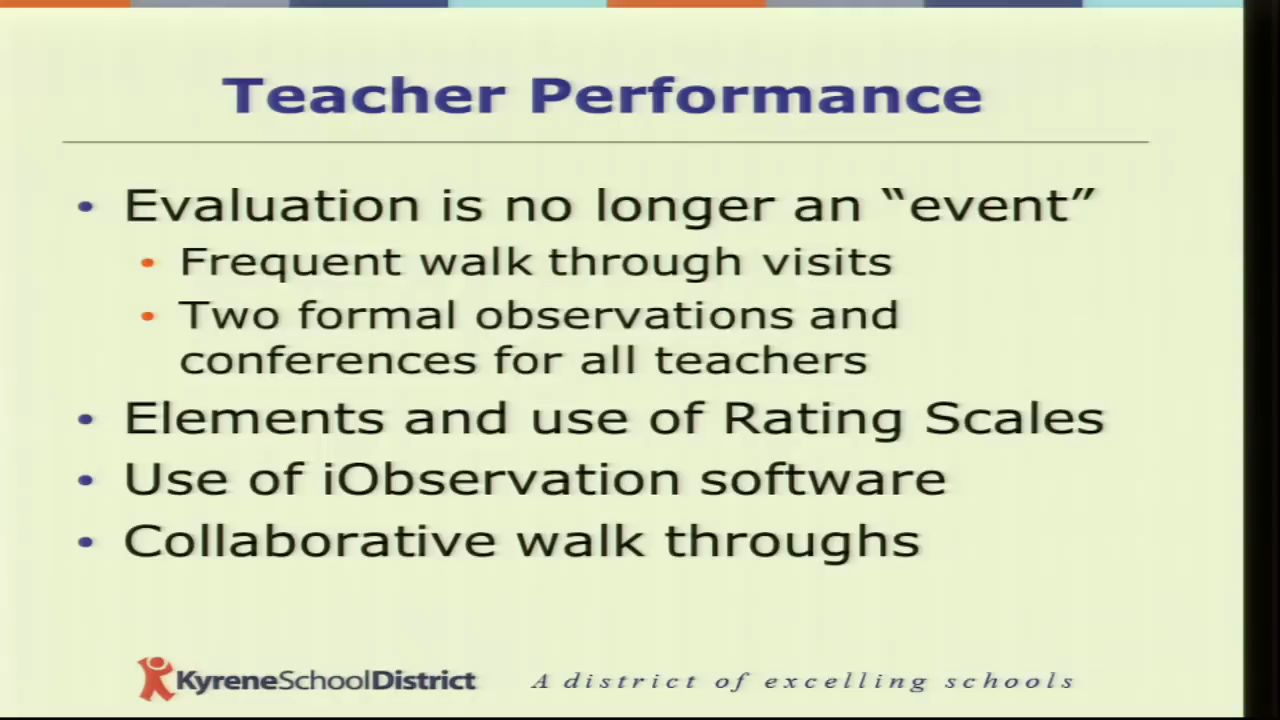 Teacher Performance
• Evaluation is no longer an “event”
• Frequent walk through visits
• Two formal observations and
conferences for all teachers
• Elements and use of Rating Scales
• Use of iObservation software
• Collaborative walk throughs
KyreneSchoolDistrict A district of excelling schools